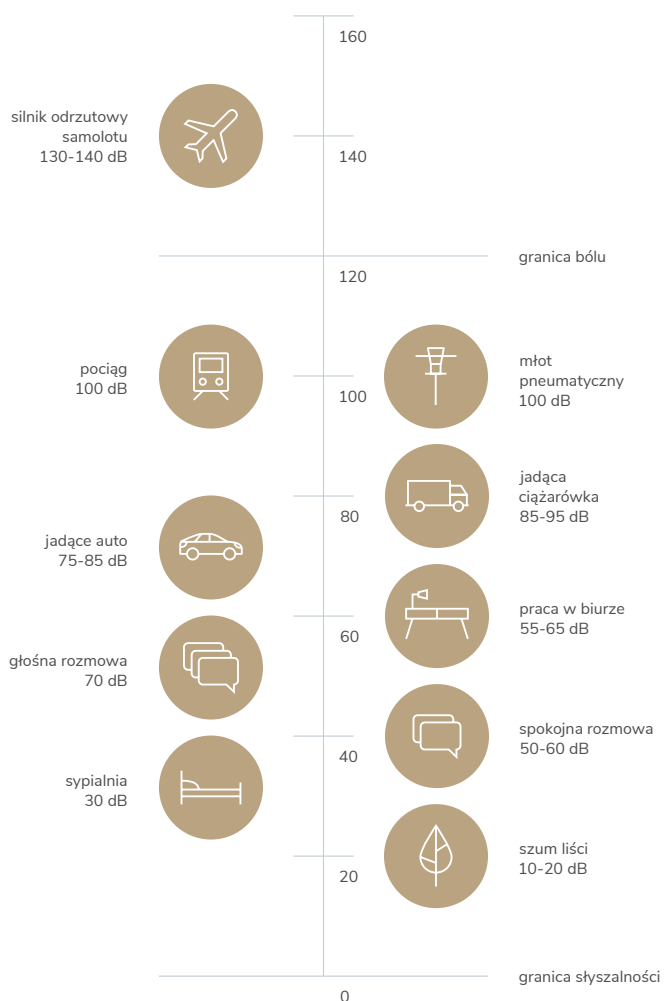 160
silnik odrzutowy
samolotu
130-140 dB
140
granica bólu
120
pociąg
100 dB
młot
pneumatyczny
100 dB
100
jadąca
ciążarówka
85-95 dB
80
jadące auto
75-85 dB
praca w biurze
55-65 dB
60
głośna rozmowa
70 dB
spokojna rozmowa
50-60 dB
40
sypialnia
30 dB
szum liści
10-20 dB
20
granica słyszalności
0